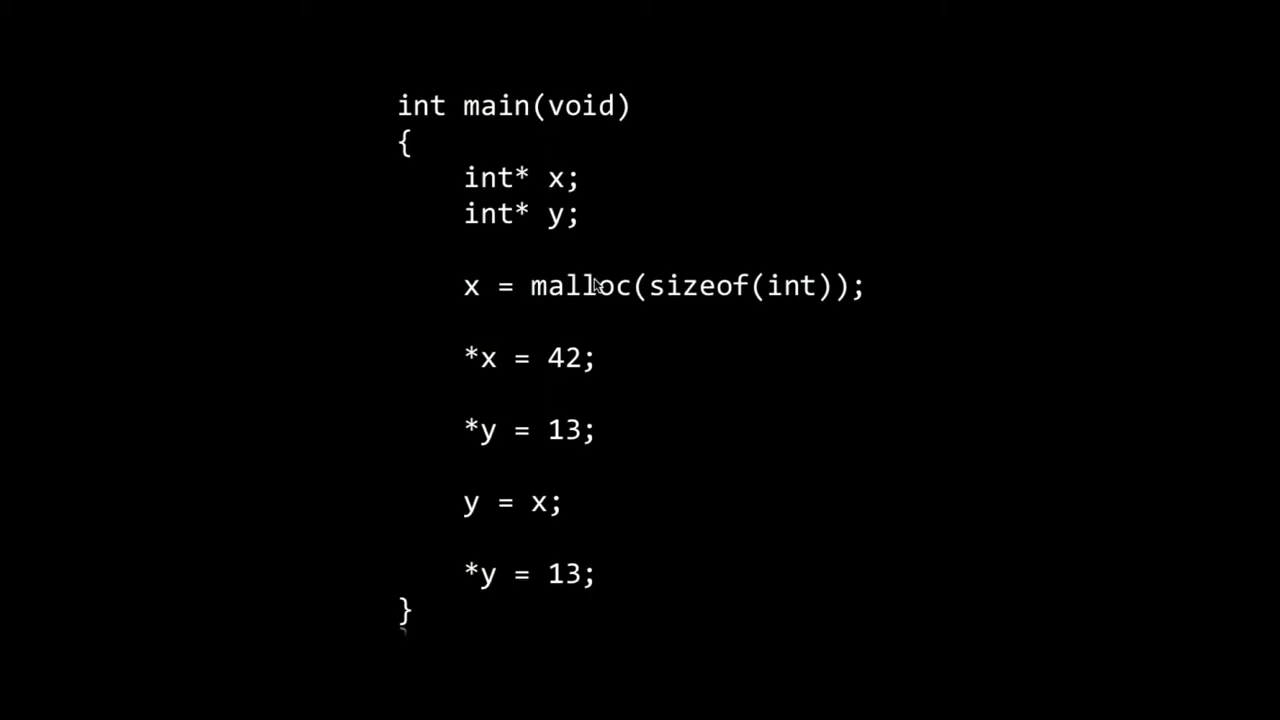 int main(void)
{
    int* x;
    int* y;
    x = malloc(sizeof(int));
    *x = 42;
    *y = 13;
    y = x;
    *y = 13;
}